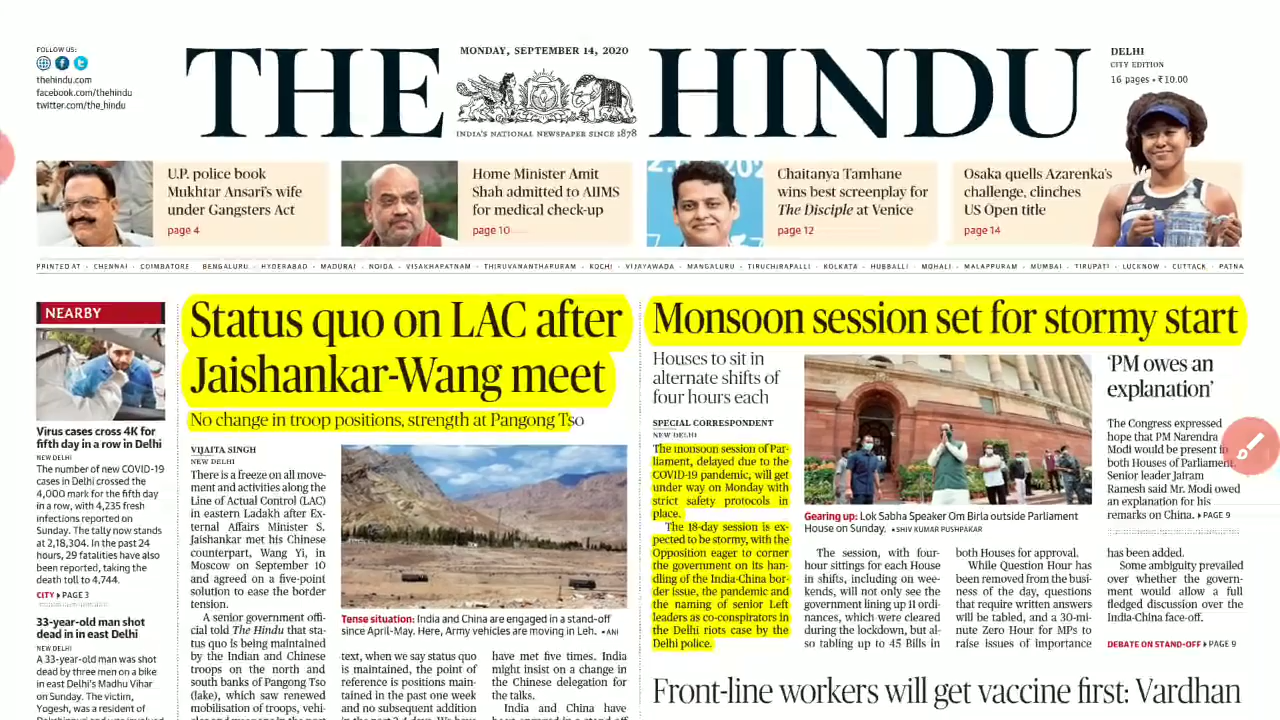 FOLLOW US:
thehindu.com
facebook.com/thehindu
twitter.com/the_hindu
MONDAY, SEPTEMBER 14, 2020
THE HINDU
INDIA'S NATIONAL NEWSPAPER SINCE 1878
DELHI
CITY EDITION
16 pages • ₹10.00
U.P. police book
Mukhtar Ansari's wife
under Gangsters Act
page 4
Home Minister Amit
Shah admitted to AIIMS
for medical check-up
page 10
Chaitanya Tamhane
wins best screenplay for
The Disciple at Venice
page 12
Osaka quells Azarenka's
challenge, clinches
US Open title
page 14
PRINTED AT • CHENNAI • COIMBATORE • BENGALURU • HYDERABAD • MADURAI • NOIDA • VISAKHAPATNAM • THIRUVANANTHAPURAM • KOCHI • VIJAYAWADA • MANGALURU • TIRUCHIRAPALLI • KOLKATA • HUBBALLI • MOHALI • MALAPPURAM • MUMBAI • TIRUPATI • LUCKNOW • CUTTACK • PATNA
NEARBY
Virus cases cross 4K for
fifth day in a row in Delhi
NEW DELHI
The number of new COVID-19
cases in Delhi crossed the
4,000 mark for the fifth day
in a row, with 4,235 fresh
infections reported on
Sunday. The tally now stands
at 2,18,304. In the past 24
hours, 29 fatalities have also
been reported, taking the
death toll to 4,744.
CITY ▸ PAGE 3
33-year-old man shot
dead in in east Delhi
NEW DELHI
A 33-year-old man was shot
dead by three men on a bike
in east Delhi's Madhu Vihar
on Sunday. The victim,
Yogesh, was a resident of
Status quo on LAC after
Jaishankar-Wang meet
No change in troop positions, strength at Pangong Tso
VIJAITA SINGH
NEW DELHI
There is a freeze on all move-
ment and activities along the
Line of Actual Control (LAC)
in eastern Ladakh after Ex-
ternal Affairs Minister S.
Jaishankar met his Chinese
counterpart, Wang Yi, in
Moscow on September 10
and agreed on a five-point
solution to ease the border
tension.
A senior government offi-
cial told The Hindu that sta-
tus quo is being maintained
by the Indian and Chinese
troops on the north and
south banks of Pangong Tso
(lake), which saw renewed
mobilisation of troops, vehi-
Tense situation: India and China are engaged in a stand-off
since April-May. Here, Army vehicles are moving in Leh. • ANI
text, when we say status quo
is maintained, the point of
reference is positions main-
tained in the past one week
and no subsequent addition
have met five times. India
might insist on a change in
the Chinese delegation for
the talks.
India and China have
Monsoon session set for stormy start
Houses to sit in
alternate shifts of
four hours each
SPECIAL CORRESPONDENT
NEW DELHI
The monsoon session of Par-
liament, delayed due to the
COVID-19 pandemic, will get
under way on Monday with
strict safety protocols in
place.
The 18-day session is ex-
pected to be stormy, with the
Opposition eager to corner
the government on its han-
dling of the India-China bor-
der issue, the pandemic and
the naming of senior Left
leaders as co-conspirators in
the Delhi riots case by the
Delhi police.
Gearing up: Lok Sabha Speaker Om Birla outside Parliament
House on Sunday. • SHIV KUMAR PUSHPAKAR
The session, with four-
hour sittings for each House
in shifts, including on wee-
kends, will not only see the
government lining up 11 ordi-
nances, which were cleared
during the lockdown, but al-
so tabling up to 45 Bills in
both Houses for approval.
While Question Hour has
been removed from the busi-
ness of the day, questions
that require written answers
will be tabled, and a 30-mi-
nute Zero Hour for MPs to
raise issues of importance
'PM owes an
explanation'
The Congress expressed
hope that PM Narendra
Modi would be present in
both Houses of Parliament.
Senior leader Jairam
Ramesh said Mr. Modi owed
an explanation for his
remarks on China. ▸ PAGE 9
has been added.
Some ambiguity prevailed
over whether the govern-
ment would allow a full
fledged discussion over the
India-China face-off.
DEBATE ON STAND-OFF ▸ PAGE 9
Front-line workers will get vaccine first: Vardhan